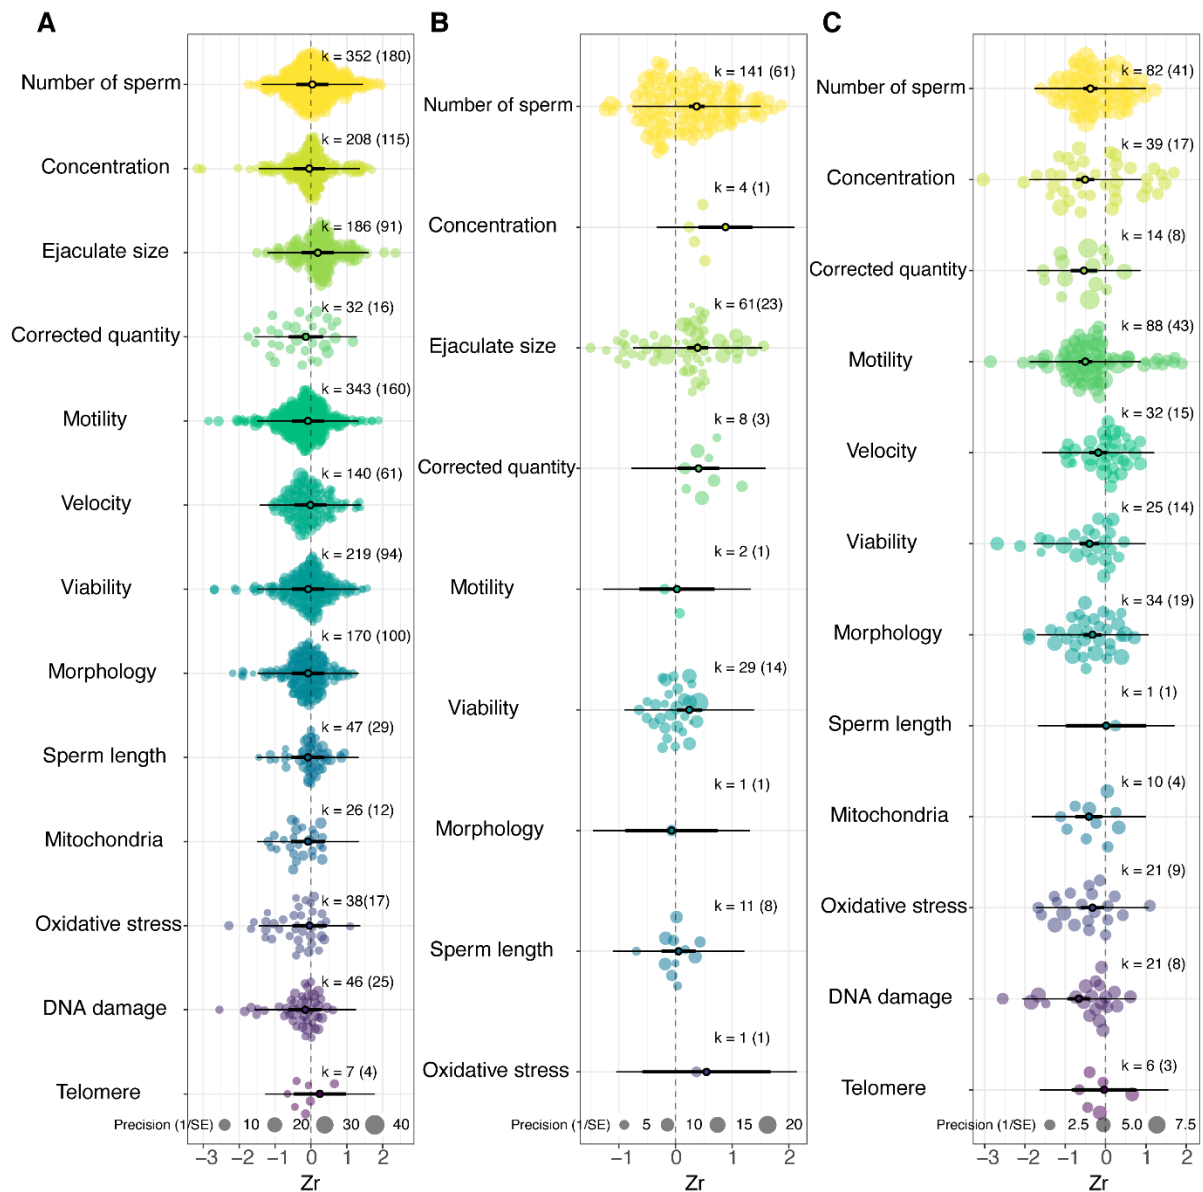 A
Number of sperm
k = 352 (180)
Concentration
k = 208 (115)
Ejaculate size
k = 186 (91)
Corrected quantity
k = 32 (16)
Motility
k = 343 (160)
Velocity
k = 140 (61)
Viability
k = 219 (94)
Morphology
k = 170 (100)
Sperm length
k = 47 (29)
Mitochondria
k = 26 (12)
Oxidative stress
k = 38(17)
DNA damage
k = 46 (25)
Telomere
k = 7 (4)
Precision (1/SE) 10 20 30 40
−3 −2 −1 0 1 2
Zr
B
Number of sperm
k = 141 (61)
Concentration
k = 4 (1)
Ejaculate size
k = 61(23)
Corrected quantity
k = 8 (3)
Motility
k = 2 (1)
Viability
k = 29 (14)
Morphology
k = 1 (1)
Sperm length
k = 11 (8)
Oxidative stress
k = 1 (1)
Precision (1/SE) 5 10 15 20
−1 0 1 2
Zr
C
Number of sperm
k = 82 (41)
Concentration
k = 39 (17)
Corrected quantity
k = 14 (8)
Motility
k = 88 (43)
Velocity
k = 32 (15)
Viability
k = 25 (14)
Morphology
k = 34 (19)
Sperm length
k = 1 (1)
Mitochondria
k = 10 (4)
Oxidative stress
k = 21 (9)
DNA damage
k = 21 (8)
Telomere
k = 6 (3)
Precision (1/SE) 2.5 5.0 7.5
−3 −2 −1 0 1 2
Zr